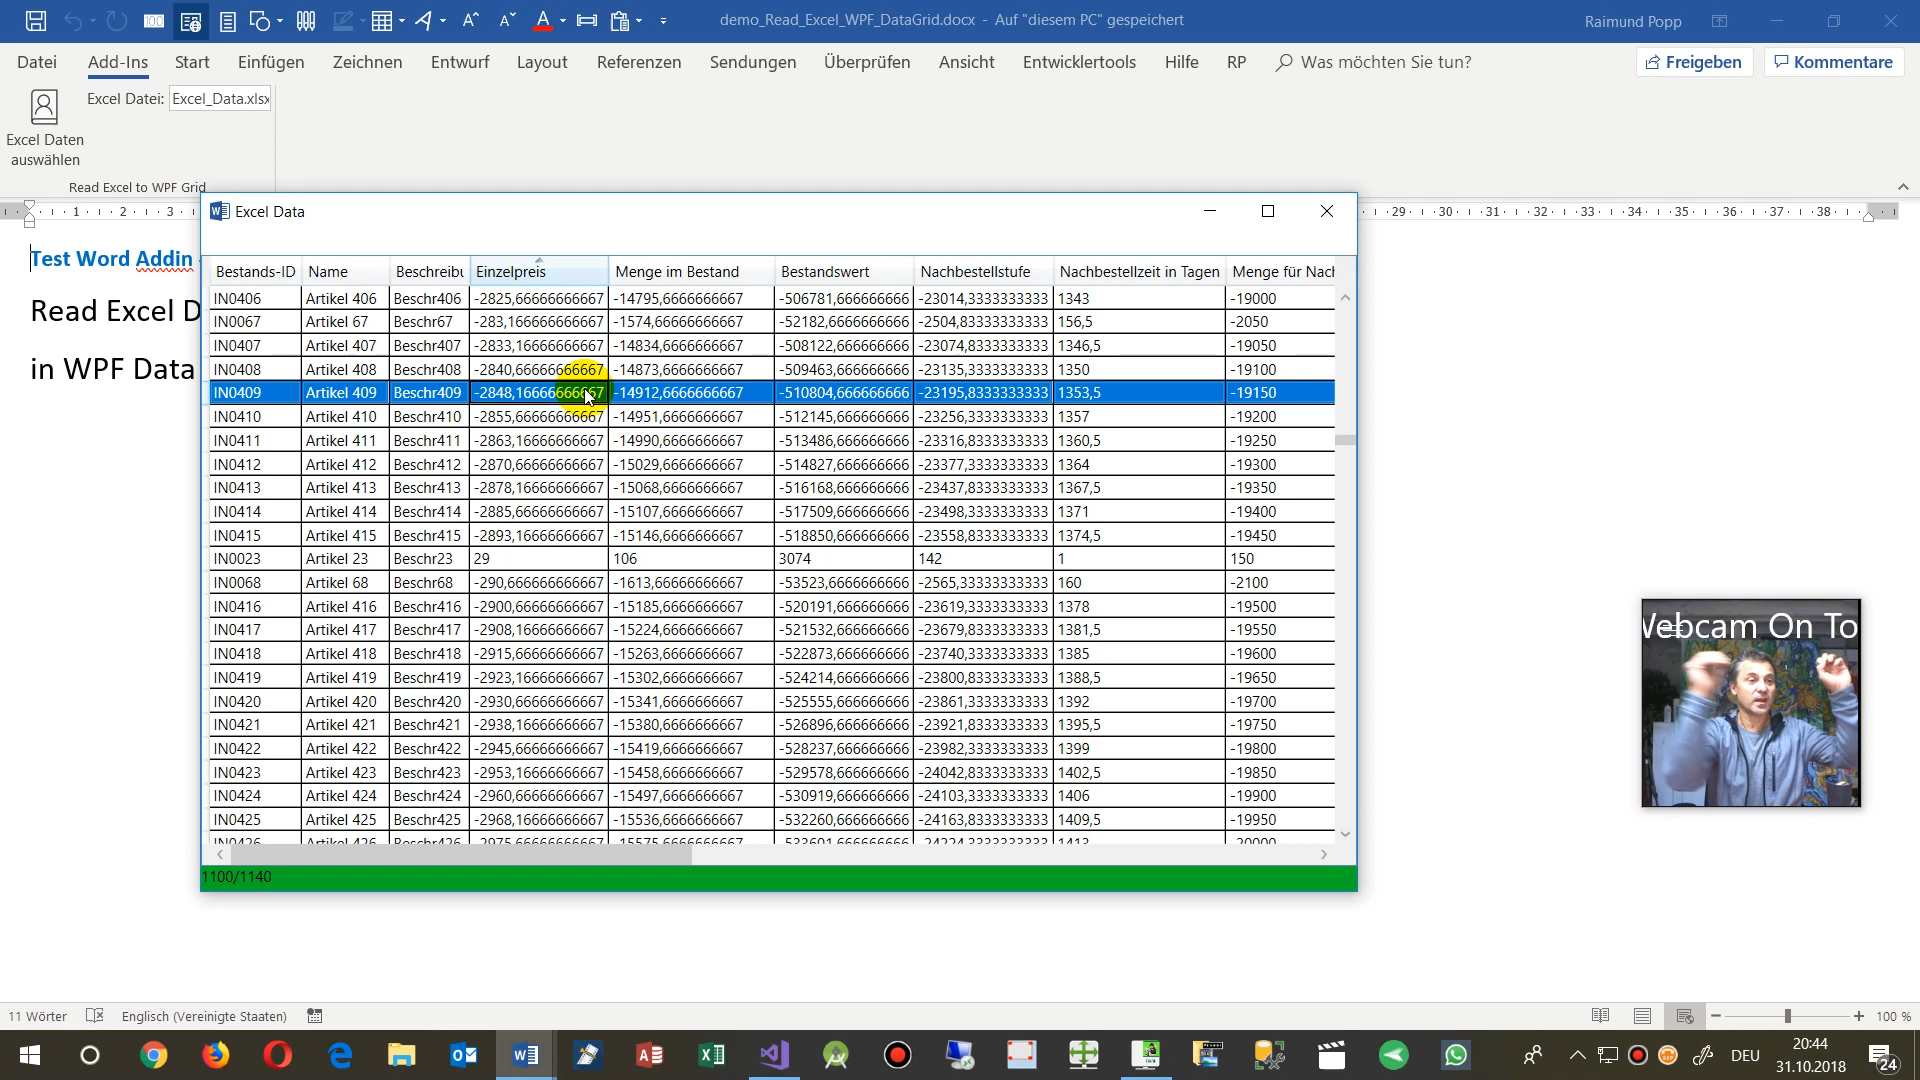 demo_Read_Excel_WPF_DataGrid.docx - Auf "diesem PC" gespeichert
Raimund Popp
Datei Add-Ins Start Einfügen Zeichnen Entwurf Layout Referenzen Sendungen Überprüfen Ansicht Entwicklertools Hilfe RP Was möchten Sie tun? Freigeben Kommentare
Excel Datei: Excel_Data.xlsx
Excel Daten
auswählen
Read Excel to WPF Grid
1 2 3 29 30 31 32 33 34 35 36 37 38
Excel Data
Test Word Addin
Read Excel D
in WPF Data
Bestands-ID Name Beschreibu Einzelpreis Menge im Bestand Bestandswert Nachbestellstufe Nachbestellzeit in Tagen Menge für Nach
IN0406 Artikel 406 Beschr406 -2825,66666666667 -14795,6666666667 -506781,666666666 -23014,3333333333 1343 -19000
IN0067 Artikel 67 Beschr67 -283,166666666667 -1574,66666666667 -52182,6666666666 -2504,83333333333 156,5 -2050
IN0407 Artikel 407 Beschr407 -2833,16666666667 -14834,6666666667 -508122,666666666 -23074,8333333333 1346,5 -19050
IN0408 Artikel 408 Beschr408 -2840,66666666667 -14873,6666666667 -509463,666666666 -23135,3333333333 1350 -19100
IN0409 Artikel 409 Beschr409 -2848,16666666667 -14912,6666666667 -510804,666666666 -23195,8333333333 1353,5 -19150
IN0410 Artikel 410 Beschr410 -2855,66666666667 -14951,6666666667 -512145,666666666 -23256,3333333333 1357 -19200
IN0411 Artikel 411 Beschr411 -2863,16666666667 -14990,6666666667 -513486,666666666 -23316,8333333333 1360,5 -19250
IN0412 Artikel 412 Beschr412 -2870,66666666667 -15029,6666666667 -514827,666666666 -23377,3333333333 1364 -19300
IN0413 Artikel 413 Beschr413 -2878,16666666667 -15068,6666666667 -516168,666666666 -23437,8333333333 1367,5 -19350
IN0414 Artikel 414 Beschr414 -2885,66666666667 -15107,6666666667 -517509,666666666 -23498,3333333333 1371 -19400
IN0415 Artikel 415 Beschr415 -2893,16666666667 -15146,6666666667 -518850,666666666 -23558,8333333333 1374,5 -19450
IN0023 Artikel 23 Beschr23 29 106 3074 142 1 150
IN0068 Artikel 68 Beschr68 -290,666666666667 -1613,66666666667 -53523,6666666666 -2565,33333333333 160 -2100
IN0416 Artikel 416 Beschr416 -2900,66666666667 -15185,6666666667 -520191,666666666 -23619,3333333333 1378 -19500
IN0417 Artikel 417 Beschr417 -2908,16666666667 -15224,6666666667 -521532,666666666 -23679,8333333333 1381,5 -19550
IN0418 Artikel 418 Beschr418 -2915,66666666667 -15263,6666666667 -522873,666666666 -23740,3333333333 1385 -19600
IN0419 Artikel 419 Beschr419 -2923,16666666667 -15302,6666666667 -524214,666666666 -23800,8333333333 1388,5 -19650
IN0420 Artikel 420 Beschr420 -2930,66666666667 -15341,6666666667 -525555,666666666 -23861,3333333333 1392 -19700
IN0421 Artikel 421 Beschr421 -2938,16666666667 -15380,6666666667 -526896,666666666 -23921,8333333333 1395,5 -19750
IN0422 Artikel 422 Beschr422 -2945,66666666667 -15419,6666666667 -528237,666666666 -23982,3333333333 1399 -19800
IN0423 Artikel 423 Beschr423 -2953,16666666667 -15458,6666666667 -529578,666666666 -24042,8333333333 1402,5 -19850
IN0424 Artikel 424 Beschr424 -2960,66666666667 -15497,6666666667 -530919,666666666 -24103,3333333333 1406 -19900
IN0425 Artikel 425 Beschr425 -2968,16666666667 -15536,6666666667 -532260,666666666 -24163,8333333333 1409,5 -19950
1100/1140
Webcam On To
11 Wörter Englisch (Vereinigte Staaten) 100 %
DEU
20:44
31.10.2018
24